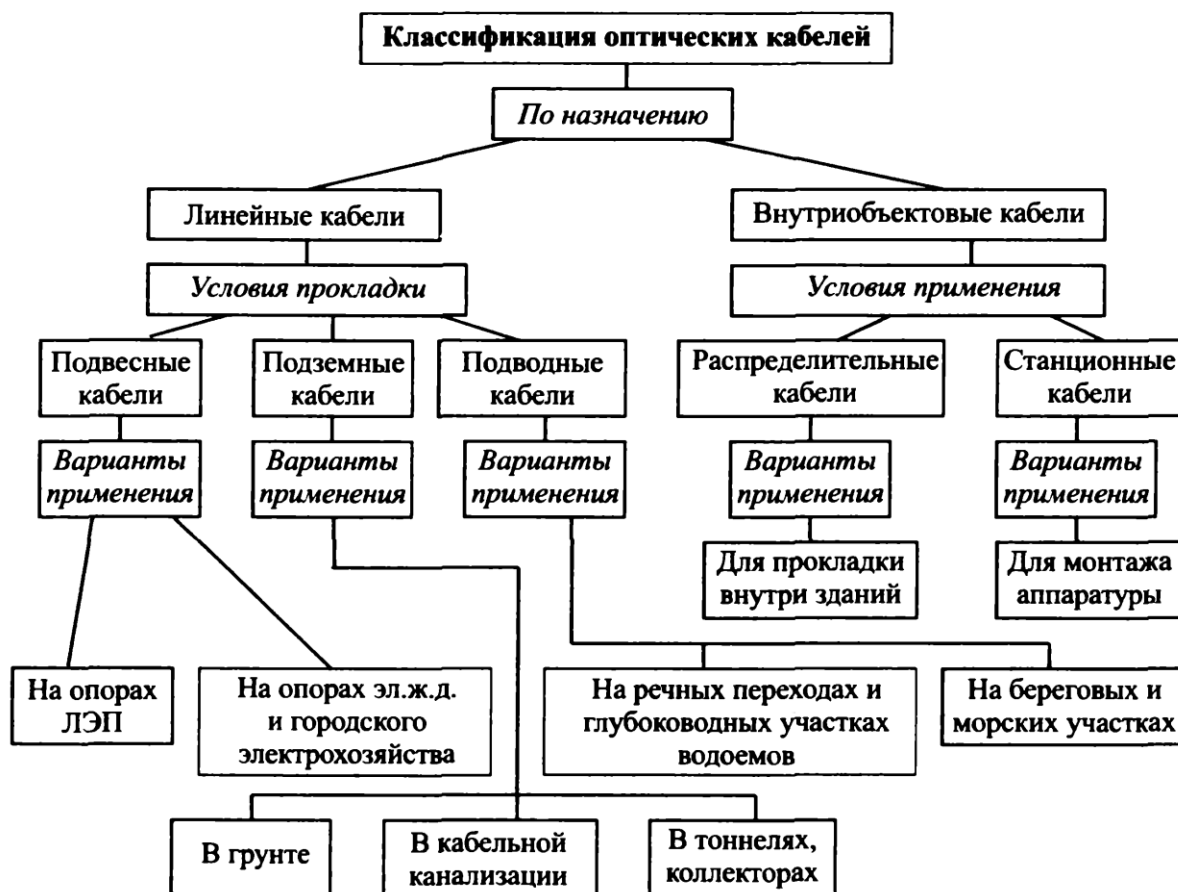 Классификация оптических кабелей
По назначению
Линейные кабели
Внутриобъектовые кабели
Условия прокладки
Условия применения
Подвесные
кабели
Подземные
кабели
Подводные
кабели
Распределительные
кабели
Станционные
кабели
Варианты
применения
Варианты
применения
Варианты
применения
Варианты
применения
Варианты
применения
Для прокладки
внутри зданий
Для монтажа
аппаратуры
На опорах
ЛЭП
На опорах эл.ж.д.
и городского
электрохозяйства
На речных переходах и
глубоководных участках
водоемов
На береговых и
морских участках
В грунте
В кабельной
канализации
В тоннелях,
коллекторах